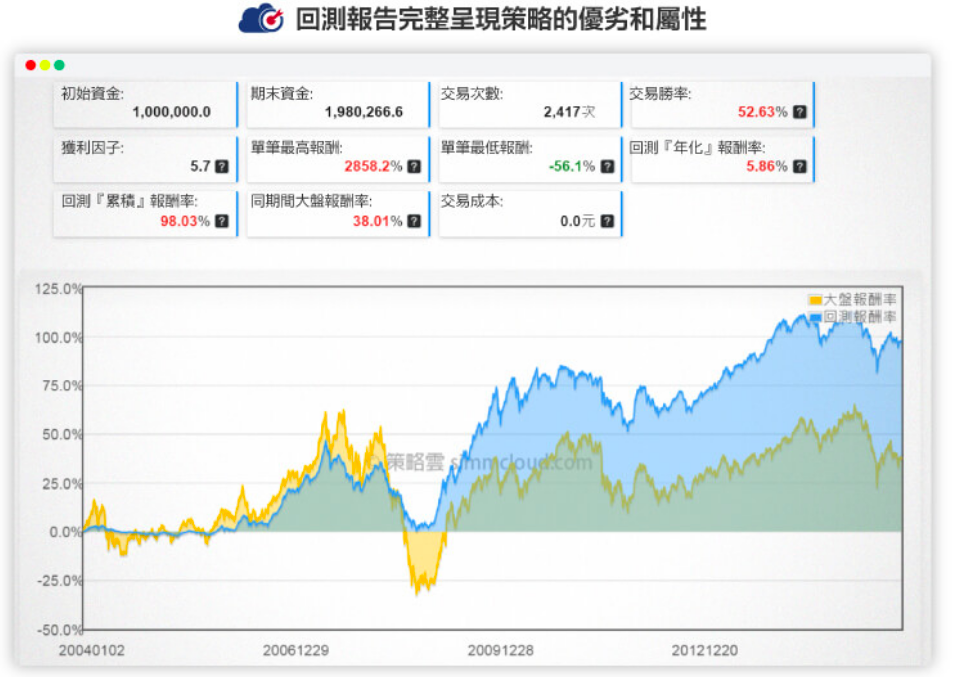 回測報告完整呈現策略的優劣和屬性
初始資金:
1,000,000.0
期末資金:
1,980,266.6
交易次數:
2,417次
交易勝率:
52.63% ?
獲利因子:
5.7 ?
單筆最高報酬:
2858.2% ?
單筆最低報酬:
-56.1% ?
回測『年化』報酬率:
5.86% ?
回測『累積』報酬率:
98.03% ?
同期間大盤報酬率:
38.01% ?
交易成本:
0.0元 ?
125.0%
100.0%
75.0%
50.0%
25.0%
0.0%
-25.0%
-50.0%
大盤報酬率
回測報酬率
策略雲 simmcloud.com
20040102
20061229
20091228
20121220